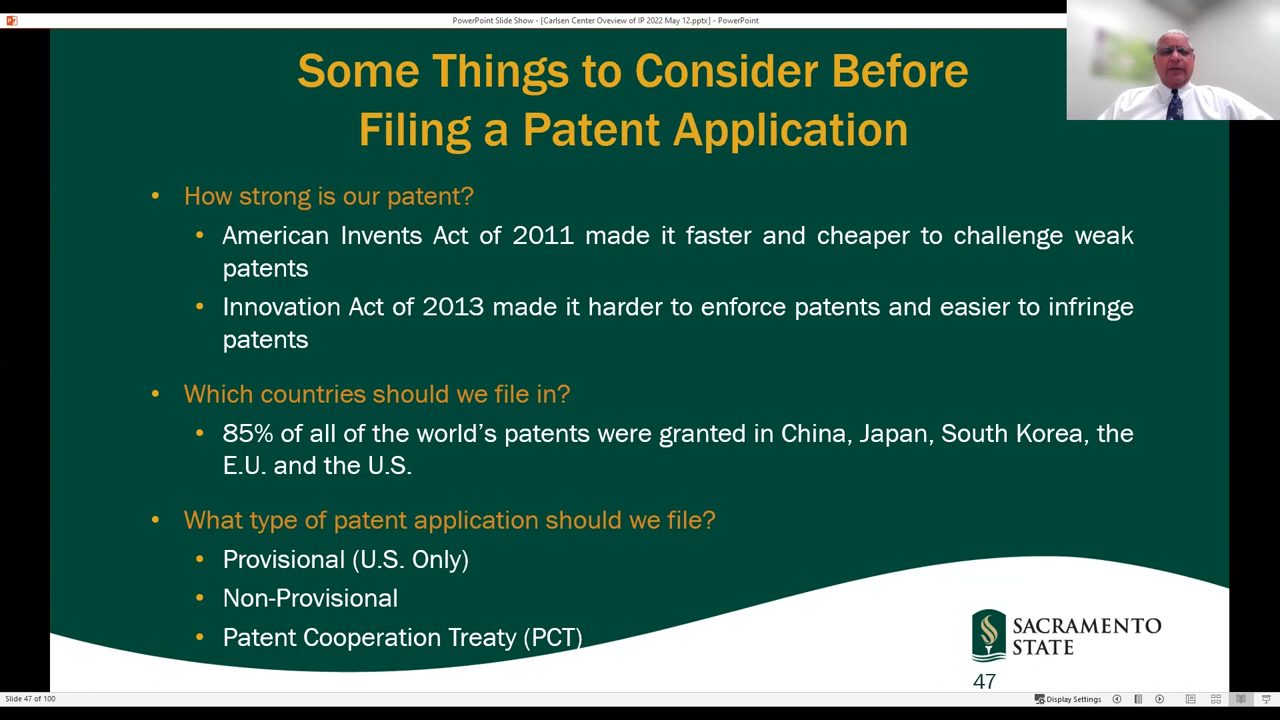 PowerPoint Slide Show - [Carlsen Center Oveview of IP 2022 May 12.pptx] - PowerPoint
Some Things to Consider Before
Filing a Patent Application
• How strong is our patent?
• American Invents Act of 2011 made it faster and cheaper to challenge weak
patents
• Innovation Act of 2013 made it harder to enforce patents and easier to infringe
patents
• Which countries should we file in?
• 85% of all of the world's patents were granted in China, Japan, South Korea, the
E.U. and the U.S.
• What type of patent application should we file?
• Provisional (U.S. Only)
• Non-Provisional
• Patent Cooperation Treaty (PCT)
SACRAMENTO
STATE
47
Slide 47 of 100
Display Settings